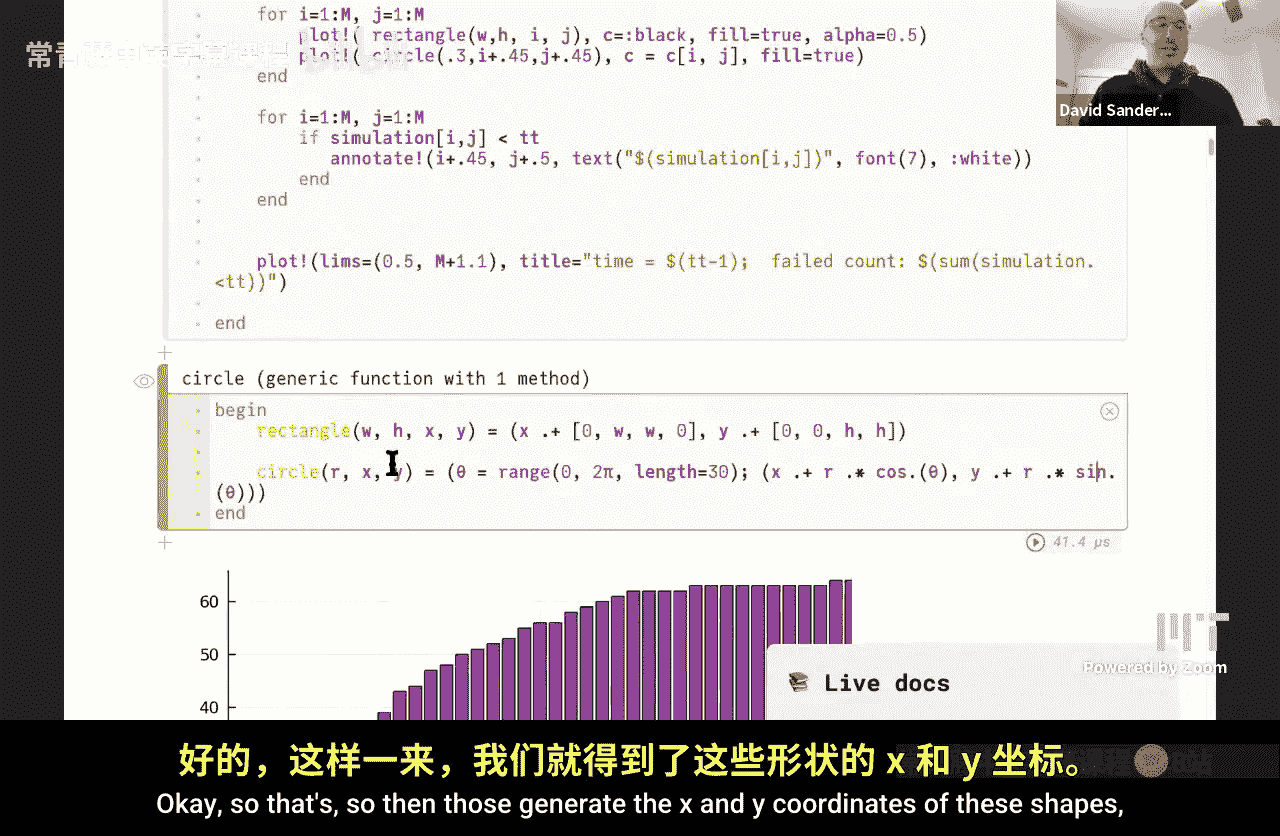 for i=1:M, j=1:M
plot!( rectangle(w,h, i, j), c=:black, fill=true, alpha=0.5)
plot!( circle(.3,i+.45,j+.45), c = c[i, j], fill=true)
end
for i=1:M, j=1:M
if simulation[i,j] < tt
annotate!(i+.45, j+.5, text("$(simulation[i,j])", font(7), :white))
end
end
plot!(lims=(0.5, M+1.1), title="time = $(tt-1);  failed count: $(sum(simulation.
<tt))")
end
David Sander...
circle (generic function with 1 method)
begin
rectangle(w, h, x, y) = (x .+ [0, w, w, 0], y .+ [0, 0, h, h])
circle(r, x, y) = (θ = range(0, 2π, length=30); (x .+ r .* cos.(θ), y .+ r .* sin.
(θ)))
end
41.4 μs
60
50
40
Live docs
MIT
Powered by Zoom
好的，这样一来，我们就得到了这些形状的 x 和 y 坐标。
Okay, so that's, so then those generate the x and y coordinates of these shapes,